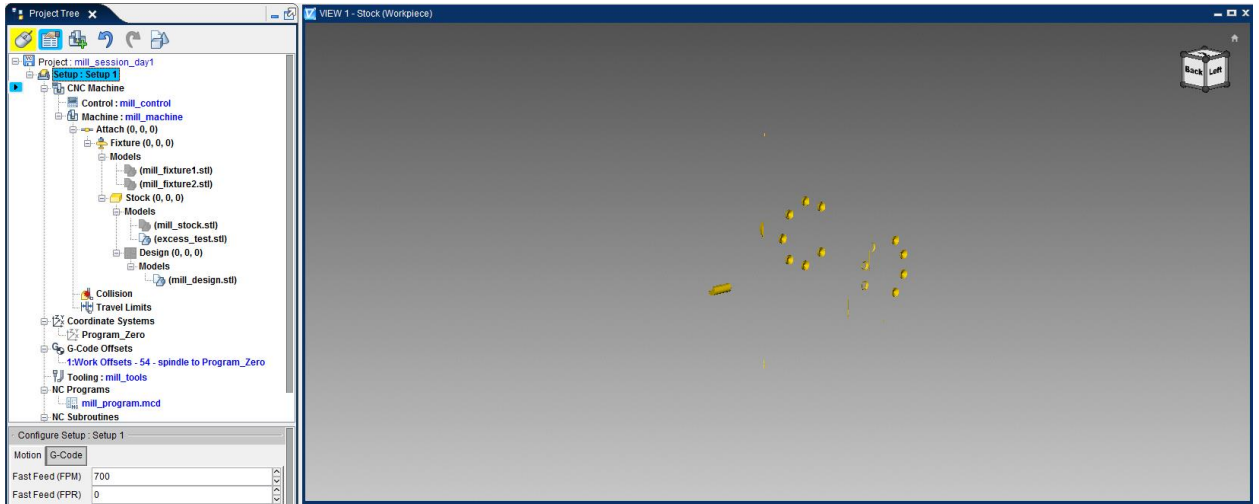 Project Tree
VIEW 1 - Stock (Workpiece)
Project : mill_session_day1
Setup : Setup 1
CNC Machine
Control : mill_control
Machine : mill_machine
Attach (0, 0, 0)
Fixture (0, 0, 0)
Models
(mill_fixture1.stl)
(mill_fixture2.stl)
Stock (0, 0, 0)
Models
(mill_stock.stl)
(excess_test.stl)
Design (0, 0, 0)
Models
(mill_design.stl)
Collision
Travel Limits
Coordinate Systems
Program_Zero
G-Code Offsets
1:Work Offsets - 54 - spindle to Program_Zero
Tooling : mill_tools
NC Programs
mill_program.mcd
NC Subroutines
Configure Setup : Setup 1
Motion G-Code
Fast Feed (FPM) 700
Fast Feed (FPR) 0
Back Left